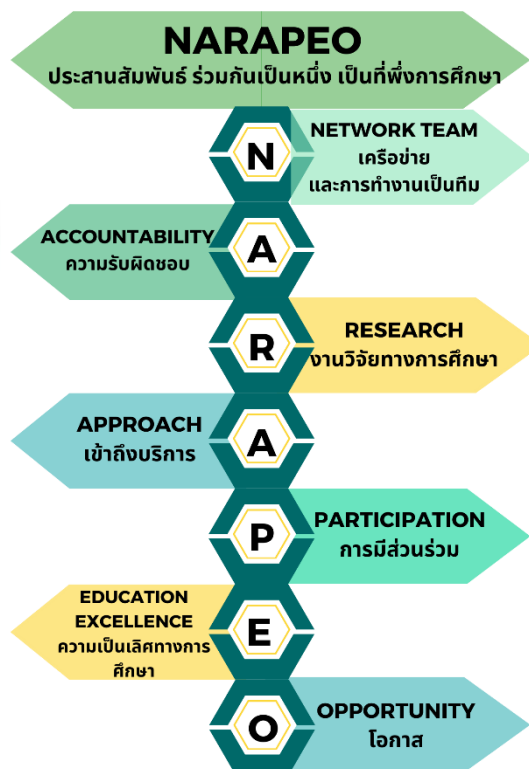 NARAPEO
ประสานสัมพันธ์ ร่วมกันเป็นหนึ่ง เป็นที่พึ่งการศึกษา
N
NETWORK TEAM
เครือข่าย
และการทำงานเป็นทีม
ACCOUNTABILITY
ความรับผิดชอบ
A
R
RESEARCH
งานวิจัยทางการศึกษา
APPROACH
เข้าถึงบริการ
A
P
PARTICIPATION
การมีส่วนร่วม
EDUCATION
EXCELLENCE
ความเป็นเลิศทางการ
ศึกษา
E
O
OPPORTUNITY
โอกาส